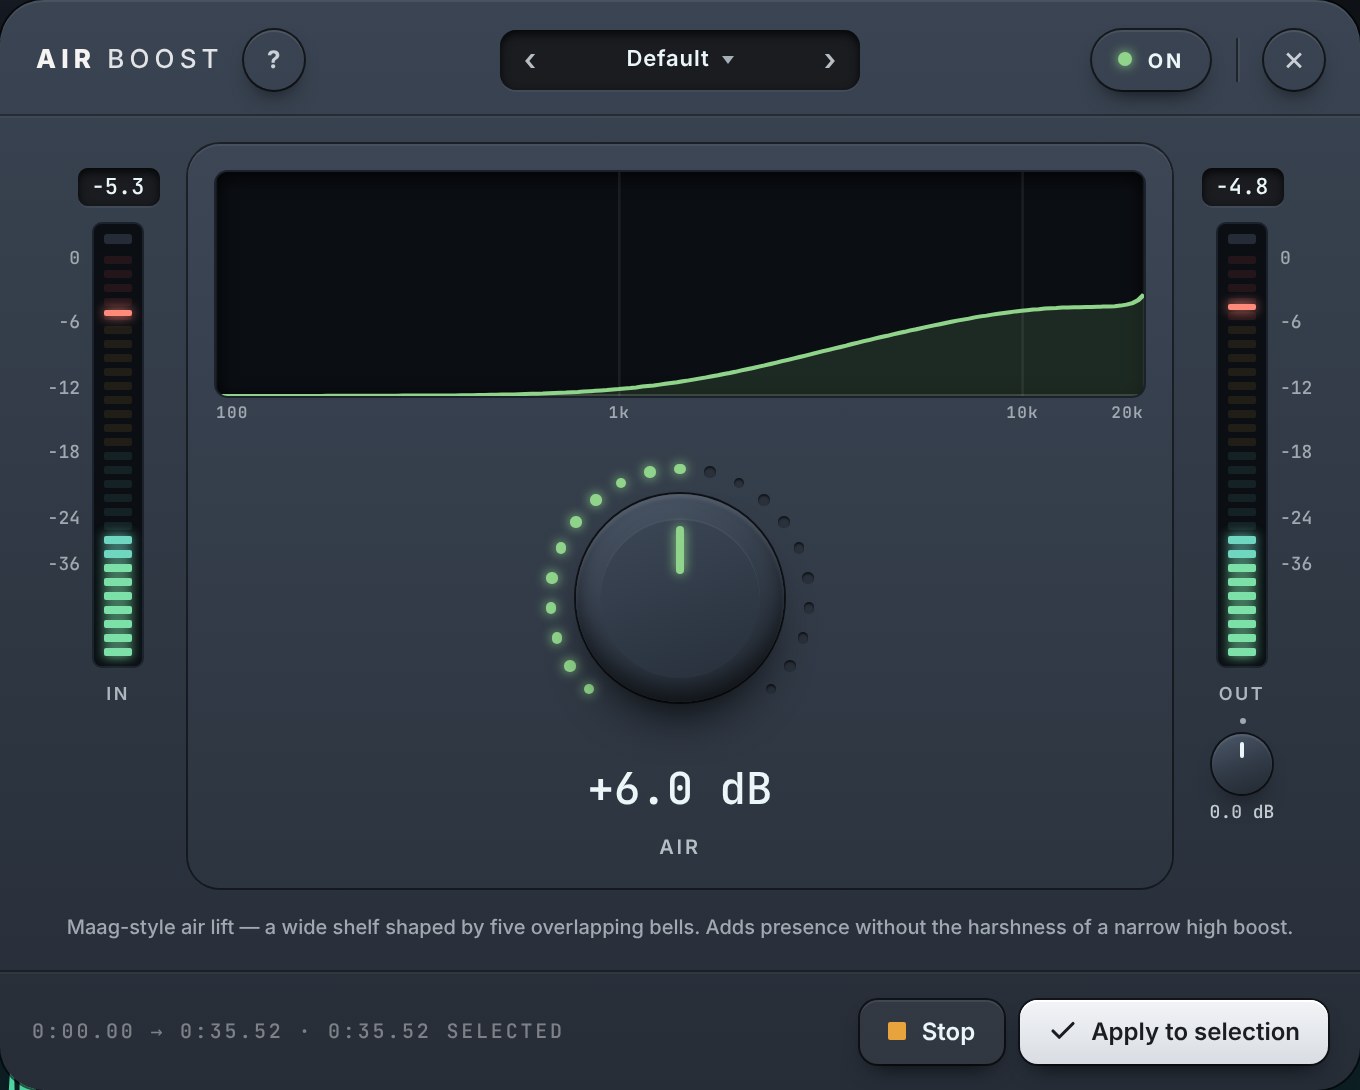 AIR BOOST ? ‹ Default › ON ✕
-5.3
0
-6
-12
-18
-24
-36
IN
100 1k 10k 20k
+6.0 dB
AIR
-4.8
0
-6
-12
-18
-24
-36
OUT
0.0 dB
Maag-style air lift — a wide shelf shaped by five overlapping bells. Adds presence without the harshness of a narrow high boost.
0:00.00 → 0:35.52 · 0:35.52 SELECTED
Stop
Apply to selection